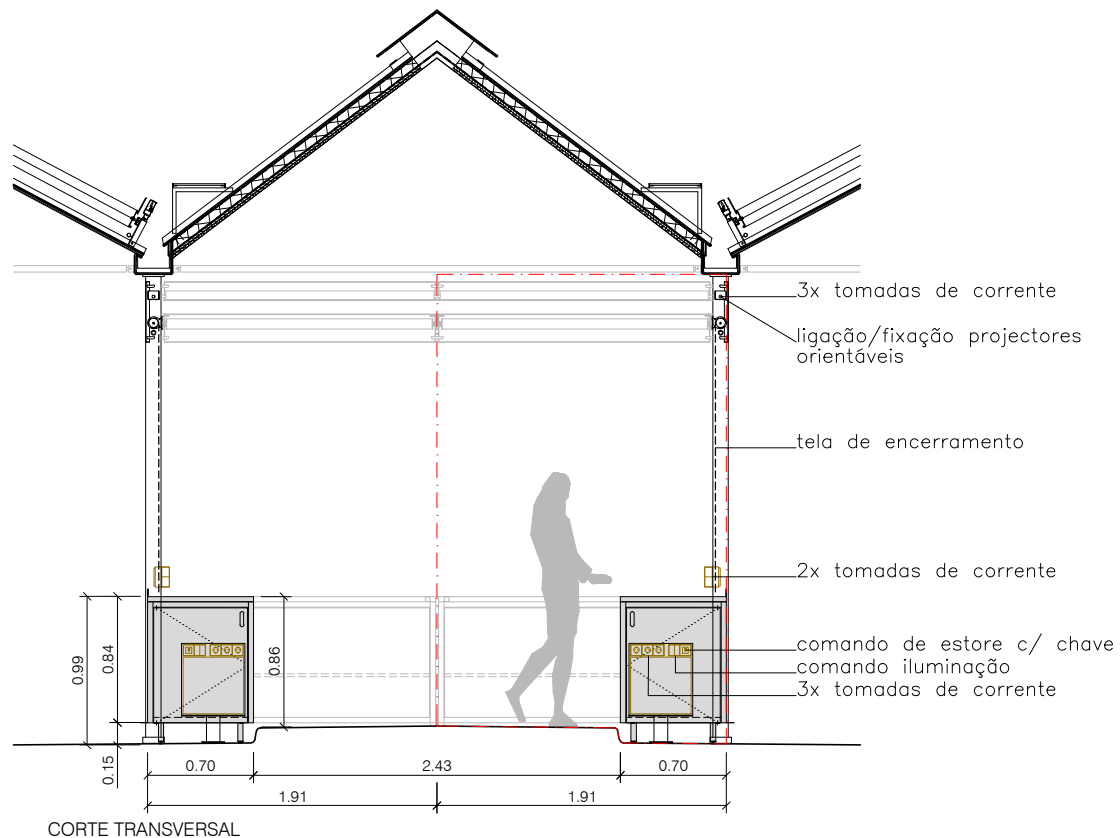 3x tomadas de corrente
ligação/fixação projectores
orientáveis
tela de encerramento
2x tomadas de corrente
comando de estore c/ chave
comando iluminação
3x tomadas de corrente
0.99
0.84
0.86
0.15
0.70
2.43
0.70
1.91
1.91
CORTE TRANSVERSAL